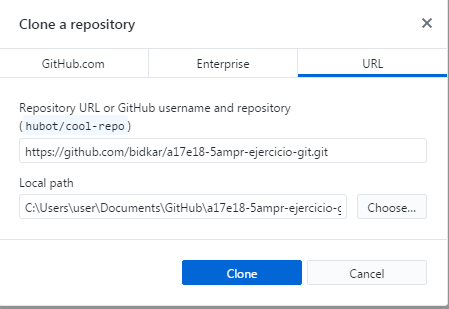 Clone a repository
GitHub.com
Enterprise
URL
Repository URL or GitHub username and repository
(hubot/cool-repo)
https://github.com/bidkar/a17e18-5ampr-ejercicio-git.git
Local path
C:\Users\user\Documents\GitHub\a17e18-5ampr-ejercicio-g
Choose...
Clone
Cancel